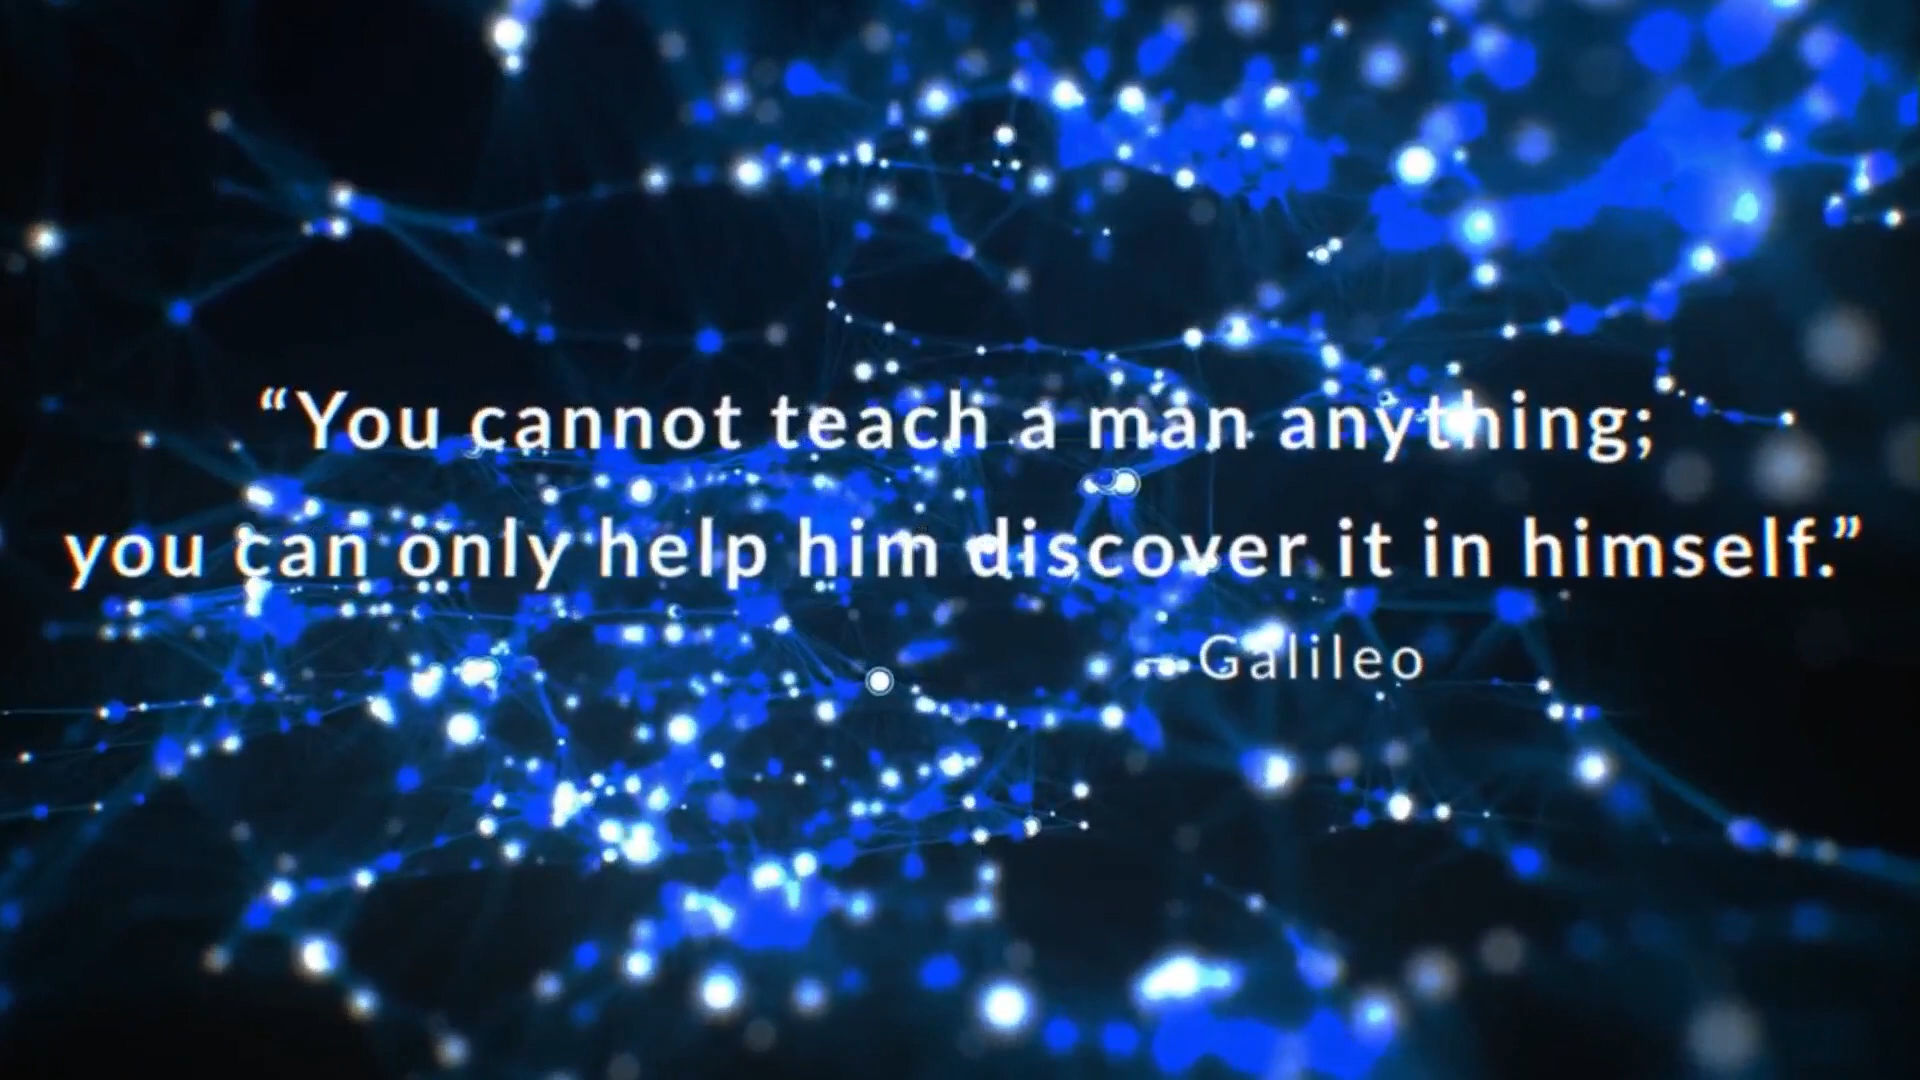 “You cannot teach a man anything;
you can only help him discover it in himself.”
— Galileo